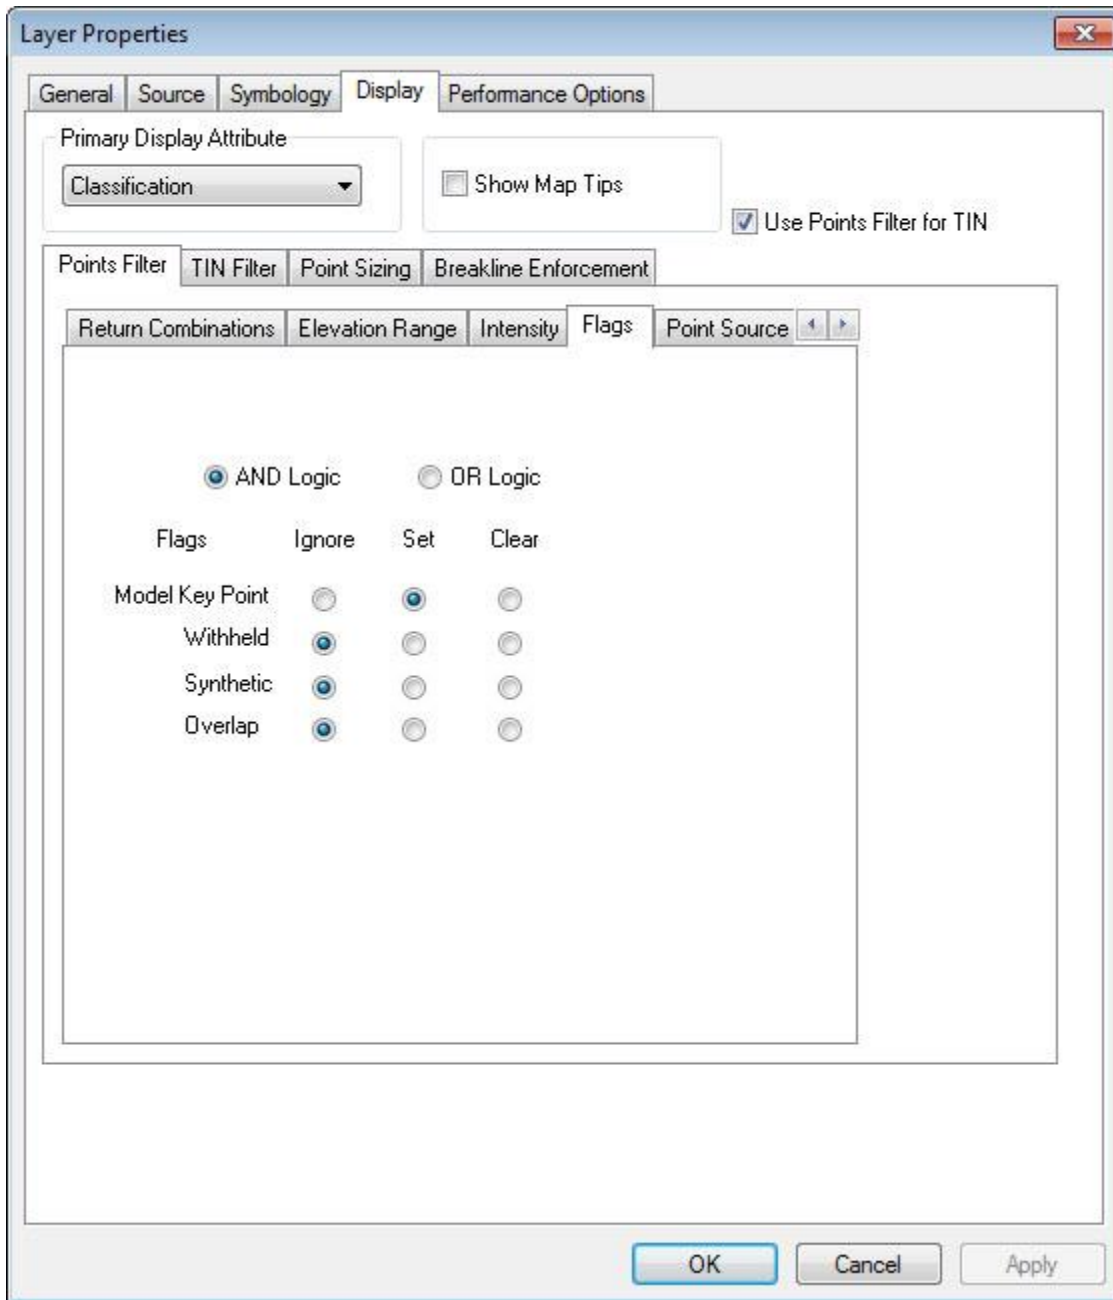 Layer Properties
General Source Symbology Display Performance Options
Primary Display Attribute
Classification
Show Map Tips
Use Points Filter for TIN
Points Filter TIN Filter Point Sizing Breakline Enforcement
Return Combinations Elevation Range Intensity Flags Point Source
AND Logic OR Logic
Flags Ignore Set Clear
Model Key Point
Withheld
Synthetic
Overlap
OK Cancel Apply